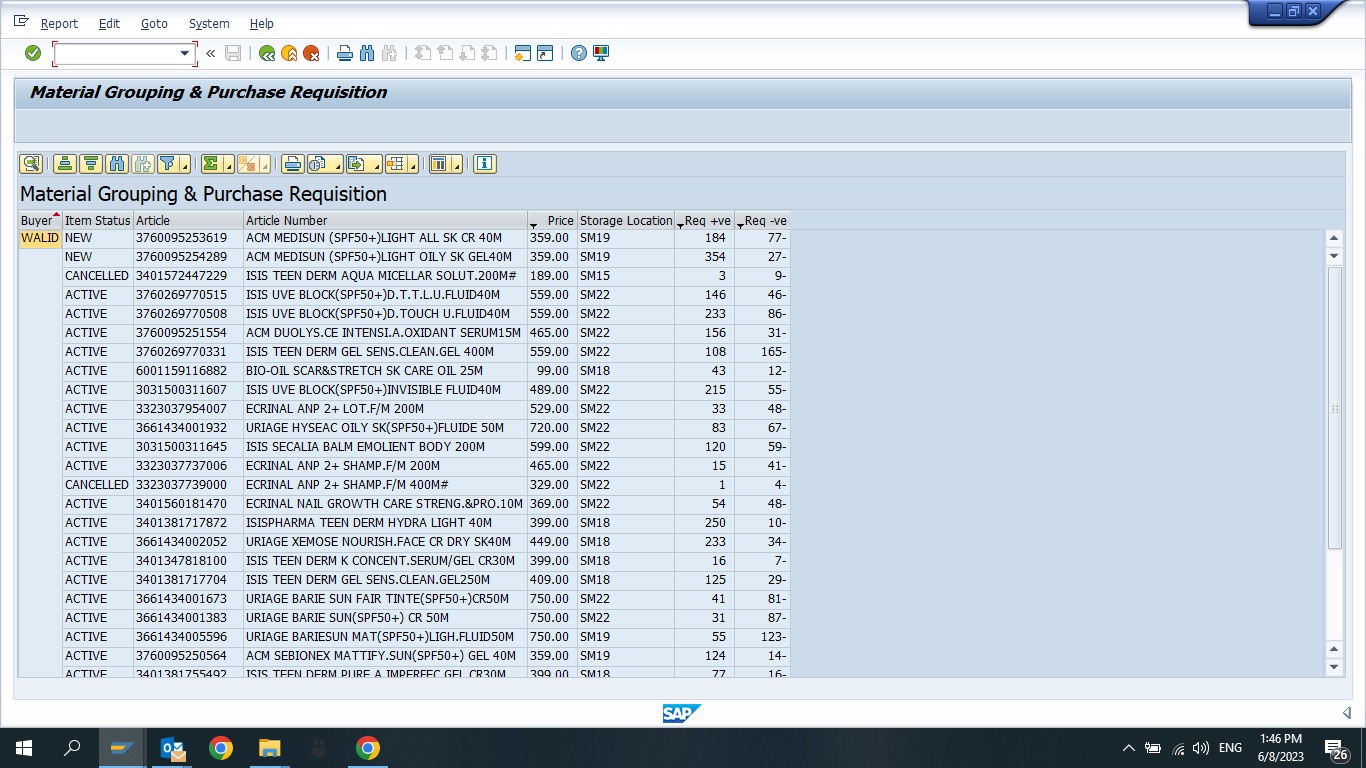 Report Edit Goto System Help
«
Material Grouping & Purchase Requisition
Material Grouping & Purchase Requisition
Buyer Item Status Article Article Number Price Storage Location Req +ve Req -ve
WALID NEW 3760095253619 ACM MEDISUN (SPF50+)LIGHT ALL SK CR 40M 359.00 SM19 184 77-
NEW 3760095254289 ACM MEDISUN (SPF50+)LIGHT OILY SK GEL40M 359.00 SM19 354 27-
CANCELLED 3401572447229 ISIS TEEN DERM AQUA MICELLAR SOLUT.200M# 189.00 SM15 3 9-
ACTIVE 3760269770515 ISIS UVE BLOCK(SPF50+)D.T.T.L.U.FLUID40M 559.00 SM22 146 46-
ACTIVE 3760269770508 ISIS UVE BLOCK(SPF50+)D.TOUCH U.FLUID40M 559.00 SM22 233 86-
ACTIVE 3760095251554 ACM DUOLYS.CE INTENSI.A.OXIDANT SERUM15M 465.00 SM22 156 31-
ACTIVE 3760269770331 ISIS TEEN DERM GEL SENS.CLEAN.GEL 400M 559.00 SM22 108 165-
ACTIVE 6001159116882 BIO-OIL SCAR&STRETCH SK CARE OIL 25M 99.00 SM18 43 12-
ACTIVE 3031500311607 ISIS UVE BLOCK(SPF50+)INVISIBLE FLUID40M 489.00 SM22 215 55-
ACTIVE 3323037954007 ECRINAL ANP 2+ LOT.F/M 200M 529.00 SM22 33 48-
ACTIVE 3661434001932 URIAGE HYSEAC OILY SK(SPF50+)FLUIDE 50M 720.00 SM22 83 67-
ACTIVE 3031500311645 ISIS SECALIA BALM EMOLIENT BODY 200M 599.00 SM22 120 59-
ACTIVE 3323037737006 ECRINAL ANP 2+ SHAMP.F/M 200M 465.00 SM22 15 41-
CANCELLED 3323037739000 ECRINAL ANP 2+ SHAMP.F/M 400M# 329.00 SM22 1 4-
ACTIVE 3401560181470 ECRINAL NAIL GROWTH CARE STRENG.&PRO.10M 369.00 SM22 54 48-
ACTIVE 3401381717872 ISISPHARMA TEEN DERM HYDRA LIGHT 40M 399.00 SM18 250 10-
ACTIVE 3661434002052 URIAGE XEMOSE NOURISH.FACE CR DRY SK40M 449.00 SM18 233 34-
ACTIVE 3401347818100 ISIS TEEN DERM K CONCENT.SERUM/GEL CR30M 399.00 SM18 16 7-
ACTIVE 3401381717704 ISIS TEEN DERM GEL SENS.CLEAN.GEL250M 409.00 SM18 125 29-
ACTIVE 3661434001673 URIAGE BARIE SUN FAIR TINTE(SPF50+)CR50M 750.00 SM22 41 81-
ACTIVE 3661434001383 URIAGE BARIE SUN(SPF50+) CR 50M 750.00 SM22 31 87-
ACTIVE 3661434005596 URIAGE BARIESUN MAT(SPF50+)LIGH.FLUID50M 750.00 SM19 55 123-
ACTIVE 3760095250564 ACM SEBIONEX MATTIFY.SUN(SPF50+) GEL 40M 359.00 SM19 124 14-
ACTIVE 3401381755492 ISIS TEEN DERM PURE A IMPERFEC GEL CR30M 399.00 SM18 77 16-
SAP
ENG 1:46 PM
6/8/2023 26